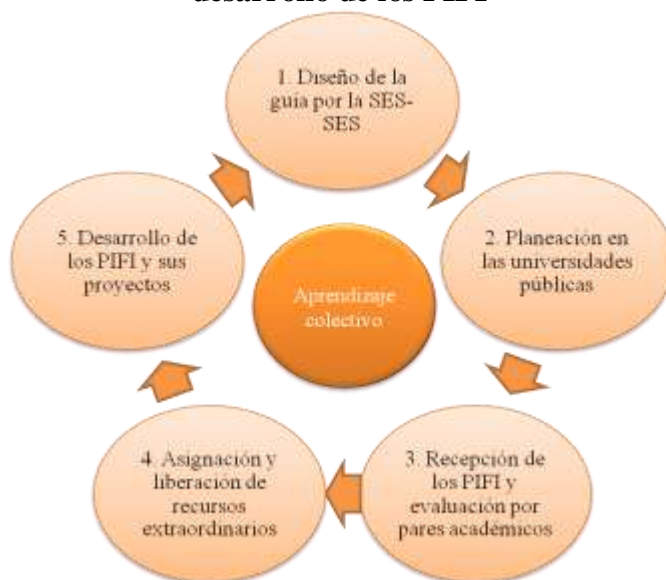 desarrollo de los PIFI
1. Diseño de la
guía por la SES-
SES
2. Planeación en
las universidades
públicas
3. Recepción de
los PIFI y
evaluación por
pares académicos
4. Asignación y
liberación de
recursos
extraordinarios
5. Desarrollo de
los PIFI y sus
proyectos
Aprendizaje
colectivo